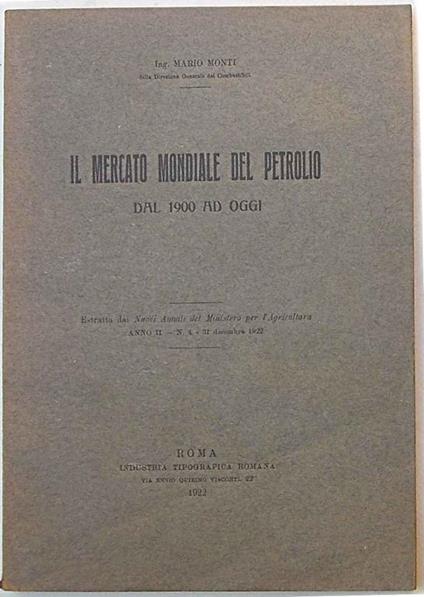 Ing. MARIO MONTI
della Direzione Generale dei Combustibili
IL MERCATO MONDIALE DEL PETROLIO
DAL 1900 AD OGGI
Estratto dai Nuovi Annali del Ministero per l'Agricoltura
ANNO II - N. 4 - 31 dicembre 1922
ROMA
INDUSTRIA TIPOGRAFICA ROMANA
VIA ENNIO QUIRINO VISCONTI, 22
1922